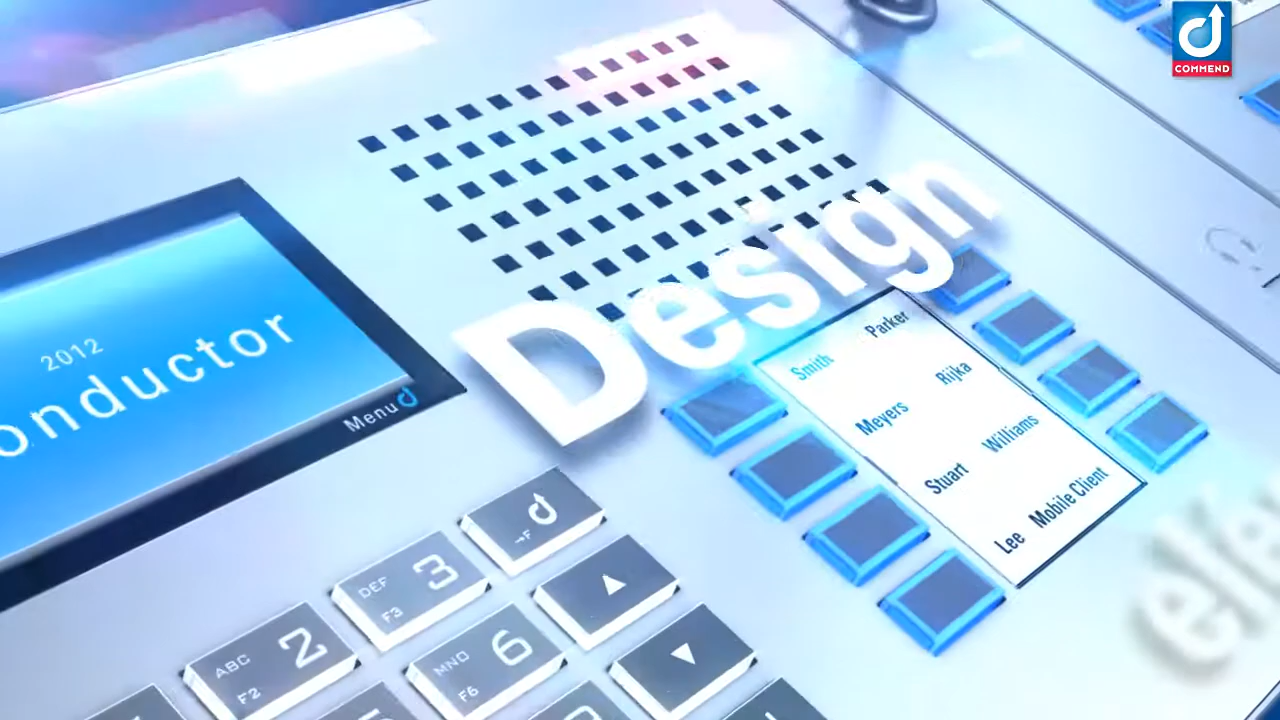 COMMEND
Design
2012
onductor
Menu
Smith Parker
Meyers Rijka
Stuart Williams
Lee Mobile Client
→F
DEF 3
F3
ABC 2
F2
MNO 6
F6
ele